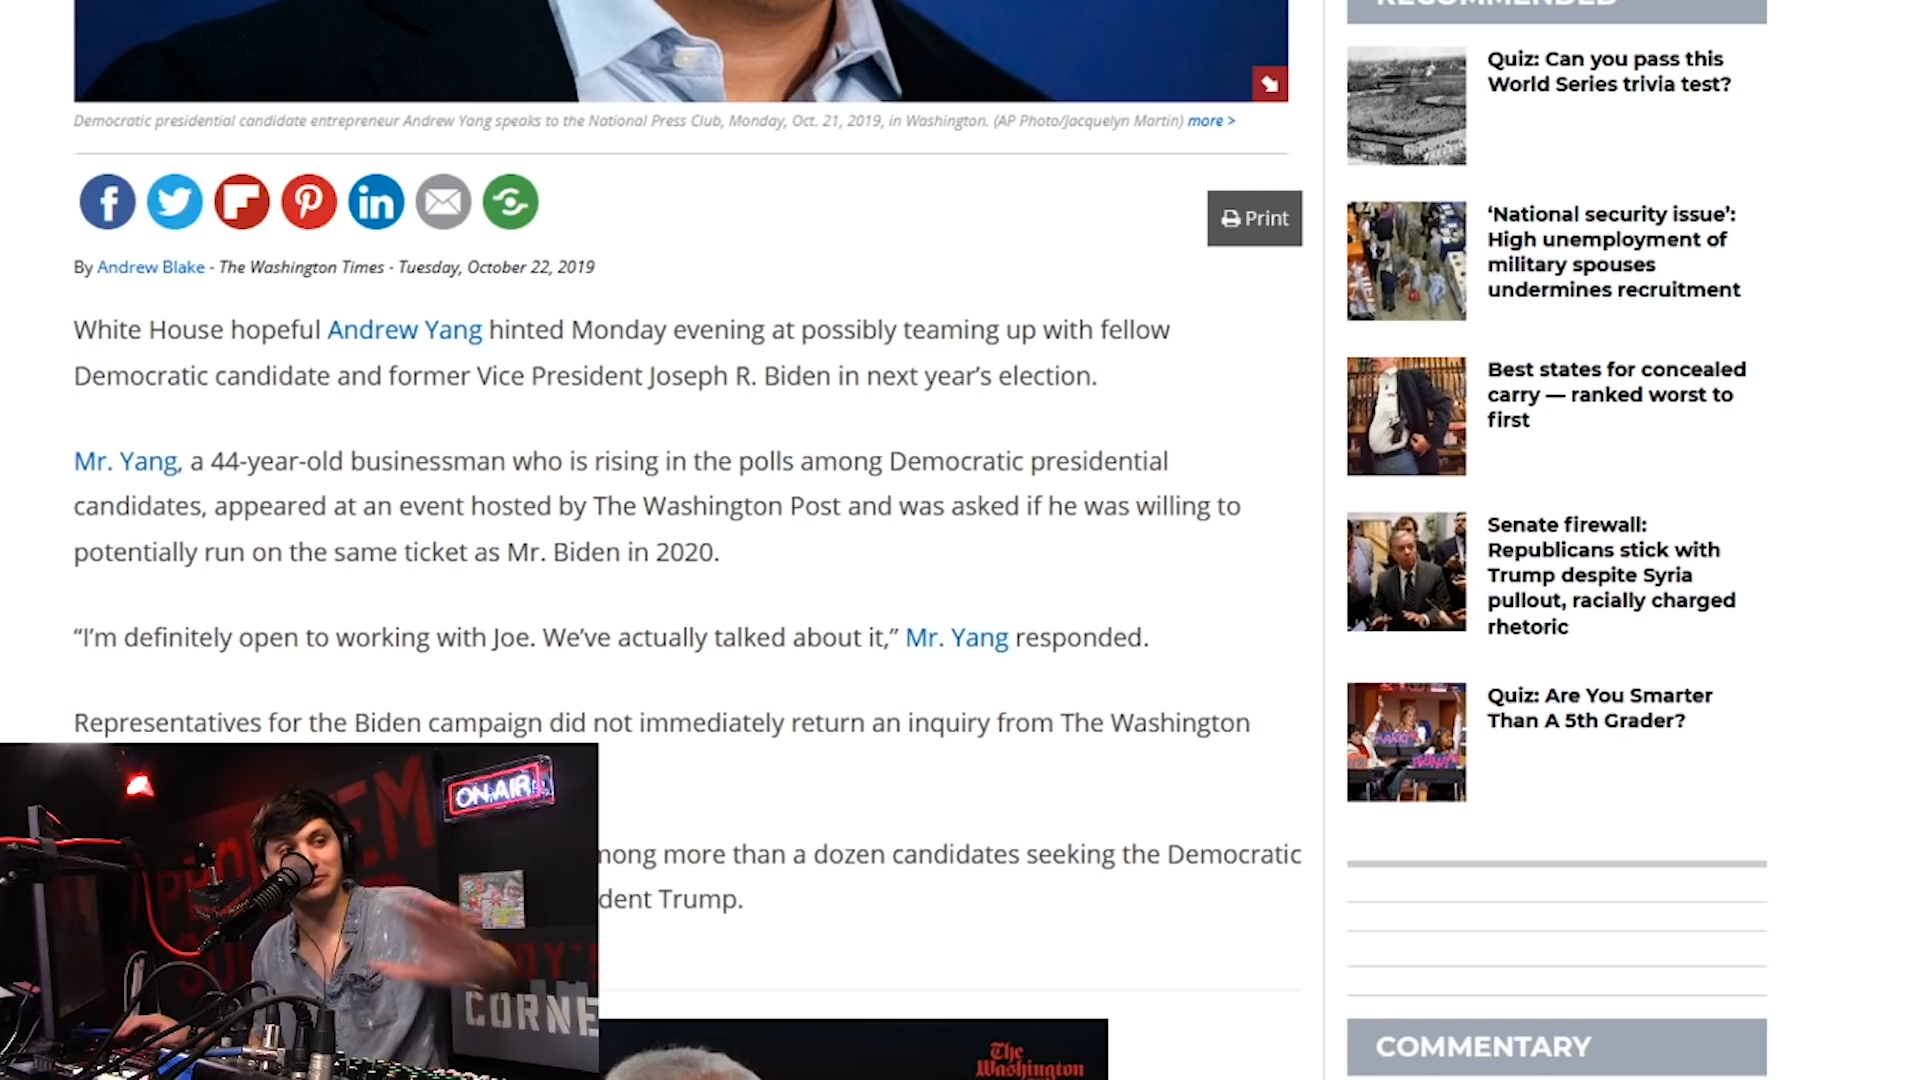 RECOMMENDED
Quiz: Can you pass this
World Series trivia test?
Democratic presidential candidate entrepreneur Andrew Yang speaks to the National Press Club, Monday, Oct. 21, 2019, in Washington. (AP Photo/Jacquelyn Martin) more >
Print
‘National security issue’:
High unemployment of
military spouses
undermines recruitment
By Andrew Blake - The Washington Times - Tuesday, October 22, 2019
White House hopeful Andrew Yang hinted Monday evening at possibly teaming up with fellow
Democratic candidate and former Vice President Joseph R. Biden in next year’s election.
Best states for concealed
carry — ranked worst to
first
Mr. Yang, a 44-year-old businessman who is rising in the polls among Democratic presidential
candidates, appeared at an event hosted by The Washington Post and was asked if he was willing to
potentially run on the same ticket as Mr. Biden in 2020.
Senate firewall:
Republicans stick with
Trump despite Syria
pullout, racially charged
rhetoric
“I’m definitely open to working with Joe. We’ve actually talked about it,” Mr. Yang responded.
Quiz: Are You Smarter
Than A 5th Grader?
Representatives for the Biden campaign did not immediately return an inquiry from The Washington
ON AIR
mong more than a dozen candidates seeking the Democratic
dent Trump.
CORNE
The
Washington
COMMENTARY